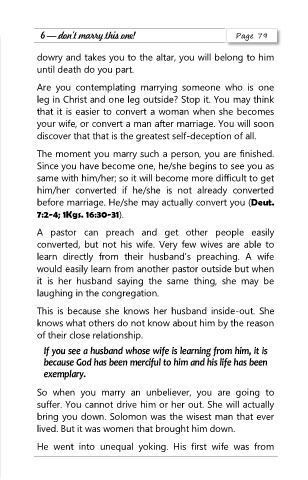 6 — don't marry this one!
Page 79
dowry and takes you to the altar, you will belong to him
until death do you part.
Are you contemplating marrying someone who is one
leg in Christ and one leg outside? Stop it. You may think
that it is easier to convert a woman when she becomes
your wife, or convert a man after marriage. You will soon
discover that that is the greatest self-deception of all.
The moment you marry such a person, you are finished.
Since you have become one, he/she begins to see you as
same with him/her; so it will become more difficult to get
him/her converted if he/she is not already converted
before marriage. He/she may actually convert you (Deut.
7:2-4; 1Kgs. 16:30-31).
A pastor can preach and get other people easily
converted, but not his wife. Very few wives are able to
learn directly from their husband's preaching. A wife
would easily learn from another pastor outside but when
it is her husband saying the same thing, she may be
laughing in the congregation.
This is because she knows her husband inside-out. She
knows what others do not know about him by the reason
of their close relationship.
If you see a husband whose wife is learning from him, it is
because God has been merciful to him and his life has been
exemplary.
So when you marry an unbeliever, you are going to
suffer. You cannot drive him or her out. She will actually
bring you down. Solomon was the wisest man that ever
lived. But it was women that brought him down.
He went into unequal yoking. His first wife was from